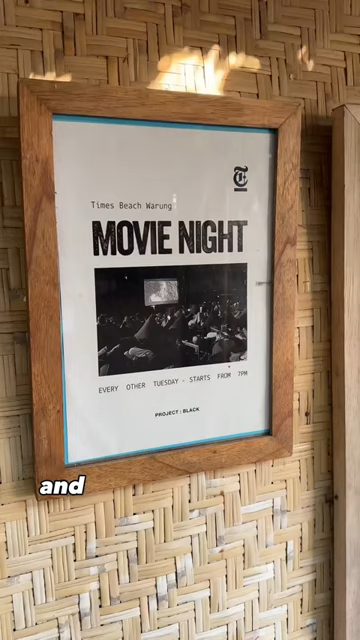 T
Times Beach Warung
MOVIE NIGHT
EVERY OTHER TUESDAY - STARTS FROM 7PM
PROJECT : BLACK
and